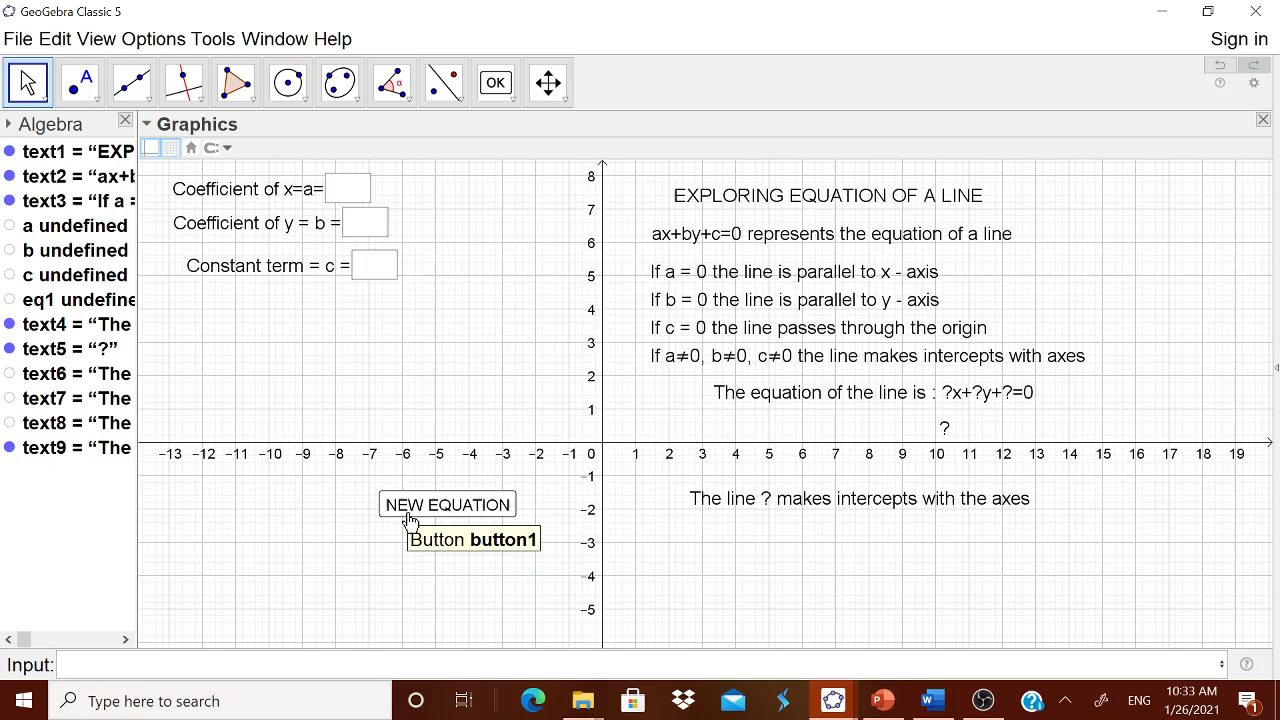 GeoGebra Classic 5
File Edit View Options Tools Window Help
Sign in
A
α
OK
Algebra
Graphics
text1 = “EXP
text2 = “ax+b
text3 = “If a =
a undefined
b undefined
c undefined
eq1 undefine
text4 = “The
text5 = “?”
text6 = “The
text7 = “The
text8 = “The
text9 = “The
Coefficient of x=a=
Coefficient of y = b =
Constant term = c =
EXPLORING EQUATION OF A LINE
ax+by+c=0 represents the equation of a line
If a = 0 the line is parallel to x - axis
If b = 0 the line is parallel to y - axis
If c = 0 the line passes through the origin
If a≠0, b≠0, c≠0 the line makes intercepts with axes
The equation of the line is : ?x+?y+?=0
?
8
7
6
5
4
3
2
1
–13 –12 –11 –10 –9 –8 –7 –6 –5 –4 –3 –2 –1 0 1 2 3 4 5 6 7 8 9 10 11 12 13 14 15 16 17 18 19
–1
–2
–3
–4
–5
The line ? makes intercepts with the axes
NEW EQUATION
Button button1
Input:
Type here to search
ENG
10:33 AM
1/26/2021
1